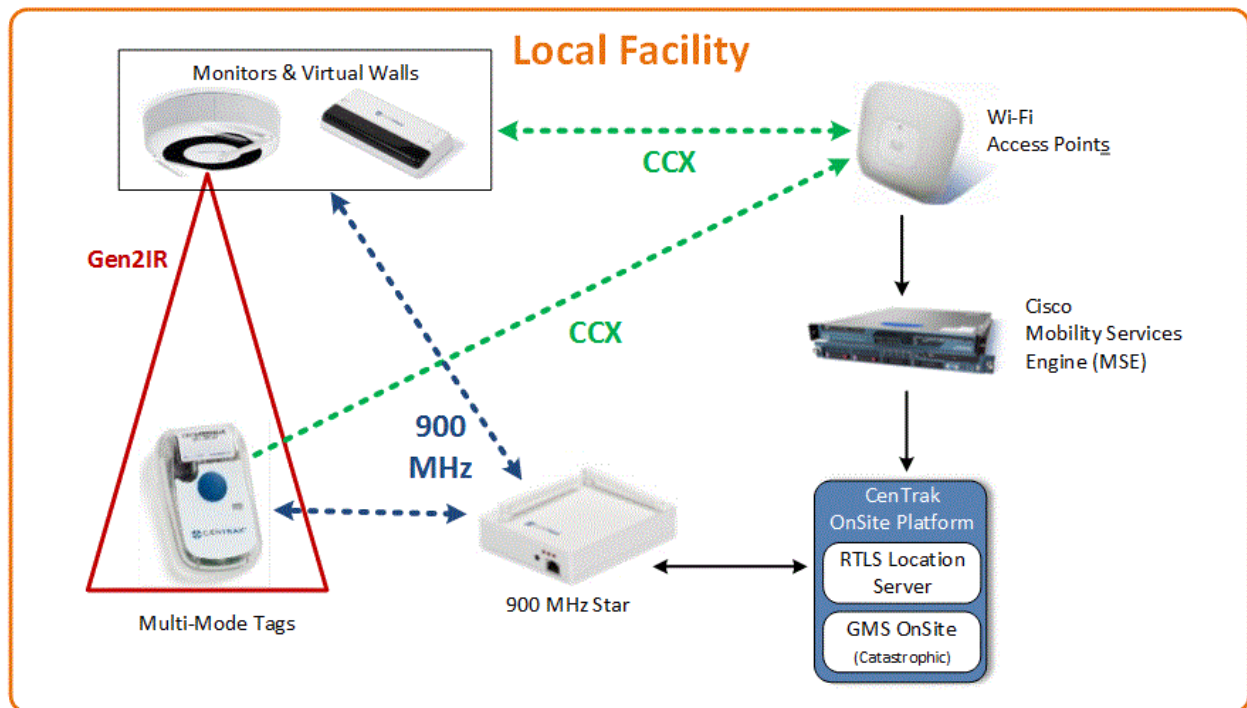 Local Facility
Monitors & Virtual Walls
Wi-Fi
Access Points
CCX
Gen2IR
CCX
Cisco
Mobility Services
Engine (MSE)
900
MHz
CENTRAK
CenTrak
OnSite Platform
RTLS Location
Server
900 MHz Star
Multi-Mode Tags
GMS OnSite
(Catastrophic)